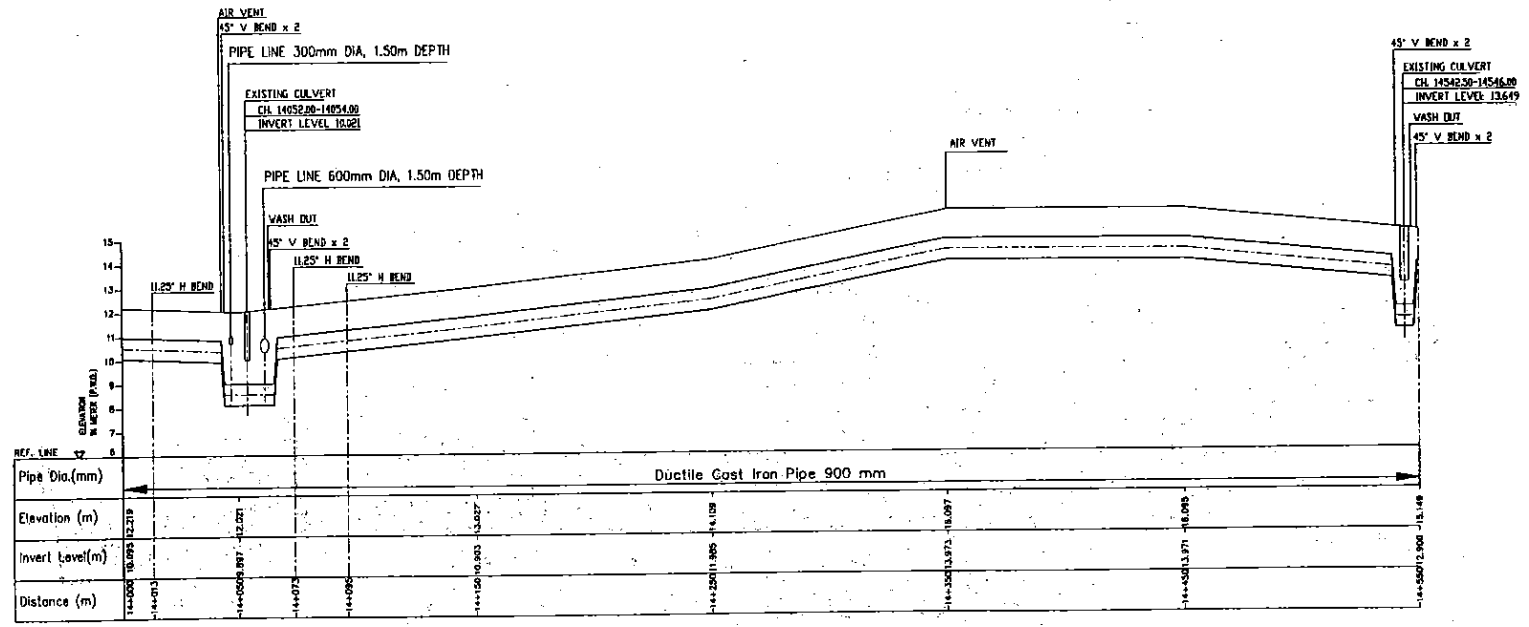 AIR VENT
45° V BEND x 2
PIPE LINE 300mm DIA, 1.50m DEPTH
EXISTING CULVERT
CH. 14052.00-14054.00
INVERT LEVEL 10.021
PIPE LINE 600mm DIA, 1.50m DEPTH
WASH OUT
45° V BEND x 2
11.25° H BEND
11.25° H BEND
11.25° H BEND
AIR VENT
45° V BEND x 2
EXISTING CULVERT
CH. 14542.50-14546.00
INVERT LEVEL: 13.649
WASH OUT
45° V BEND x 2
15
14
13
12
11
10
9
8
7
6
ELEVATION
IN METER (P.W.D.)
REF. LINE
Pipe Dia.(mm)
Ductile Cast Iron Pipe 900 mm
Elevation (m)
12.219
12.021
13.027
14.109
16.097
16.095
15.149
Invert Level(m)
10.095
9.897
10.903
11.985
13.973
13.971
12.900
Distance (m)
14+000
14+013
14+050
14+073
14+095
14+150
14+250
14+350
14+450
14+550